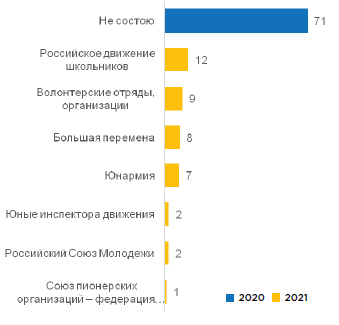 Не состою
71
Российское движение
школьников
12
Волонтерские отряды,
организации
9
Большая перемена
8
Юнармия
7
Юные инспектора движения
2
Российский Союз Молодежи
2
Союз пионерских
организаций – федерация...
1
2020 2021